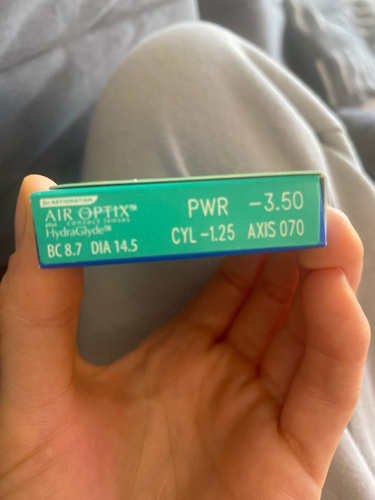 for ASTIGMATISM
AIR OPTIX™
plus
CONTACT LENSES
HydraGlyde™
BC 8.7 DIA 14.5
PWR -3.50
CYL -1.25 AXIS 070